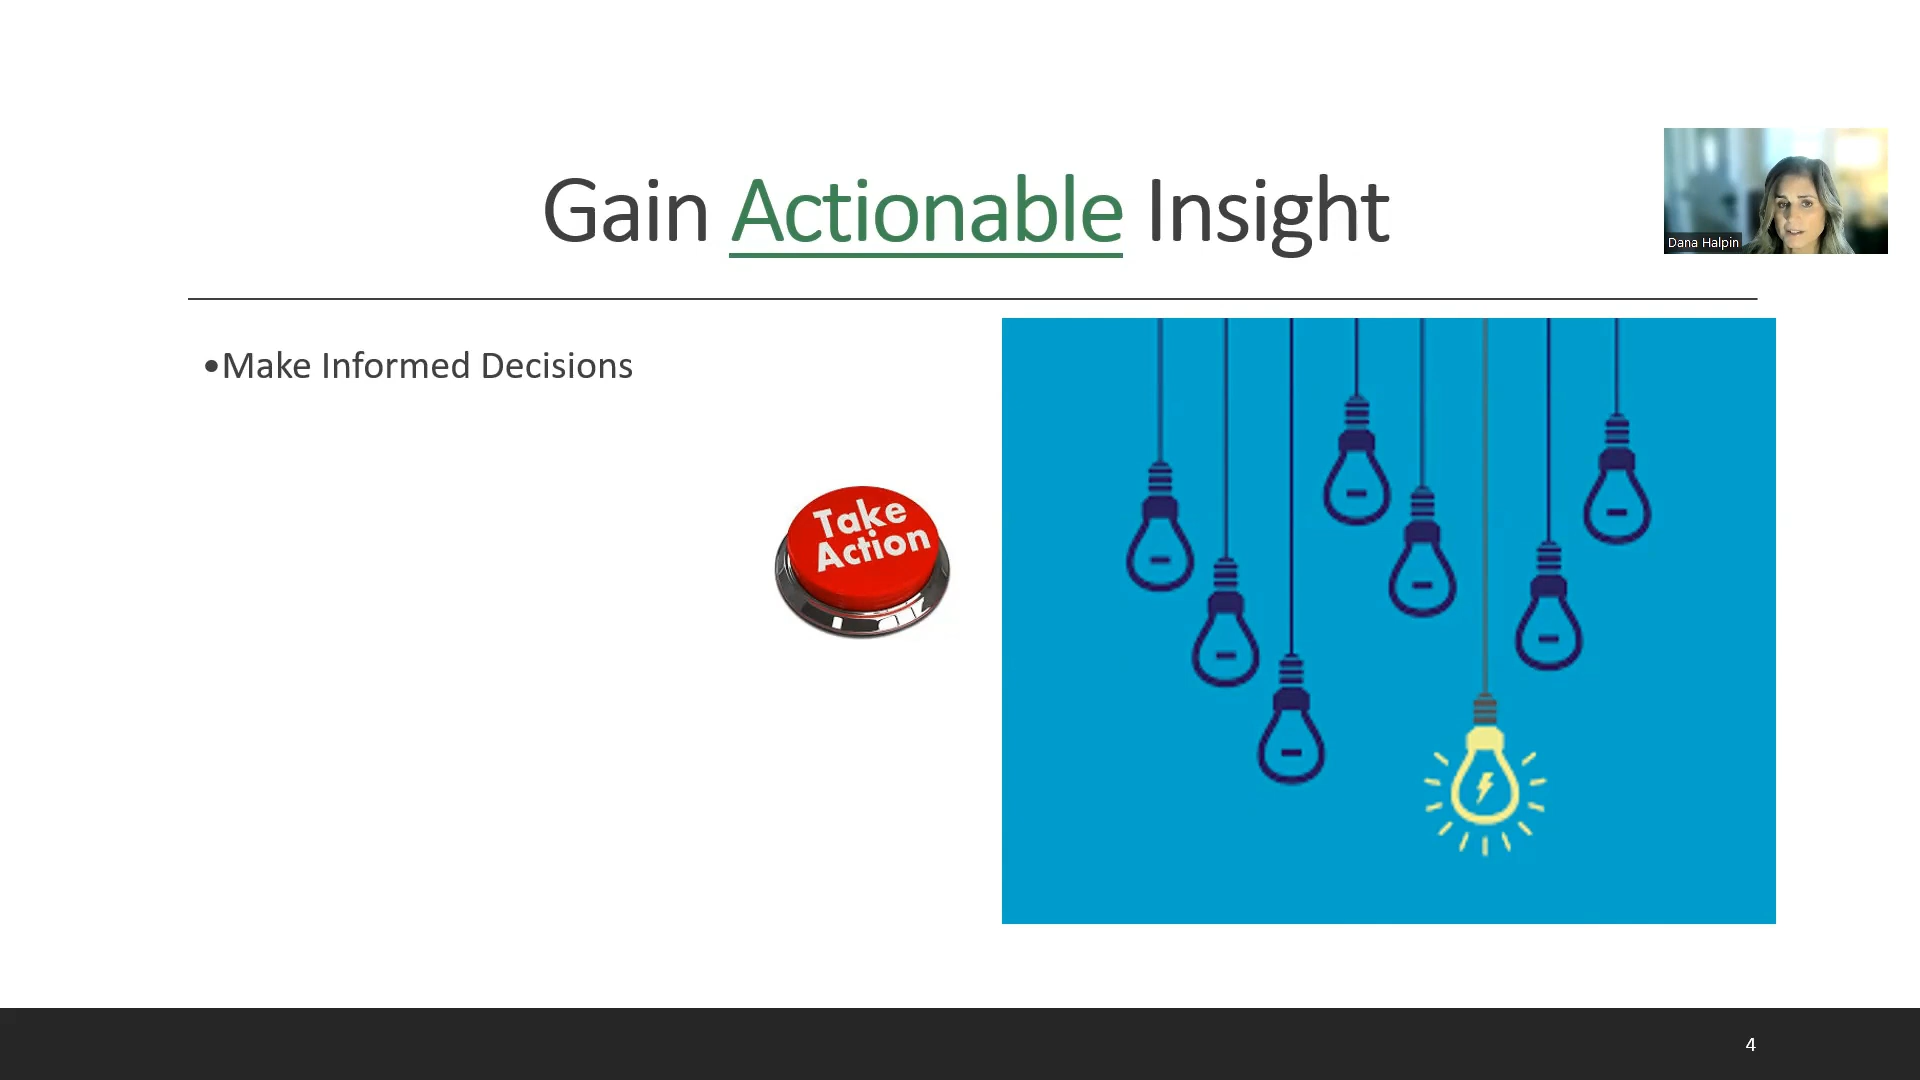 Gain Actionable Insight
Dana Halpin
•Make Informed Decisions
Take
Action
4